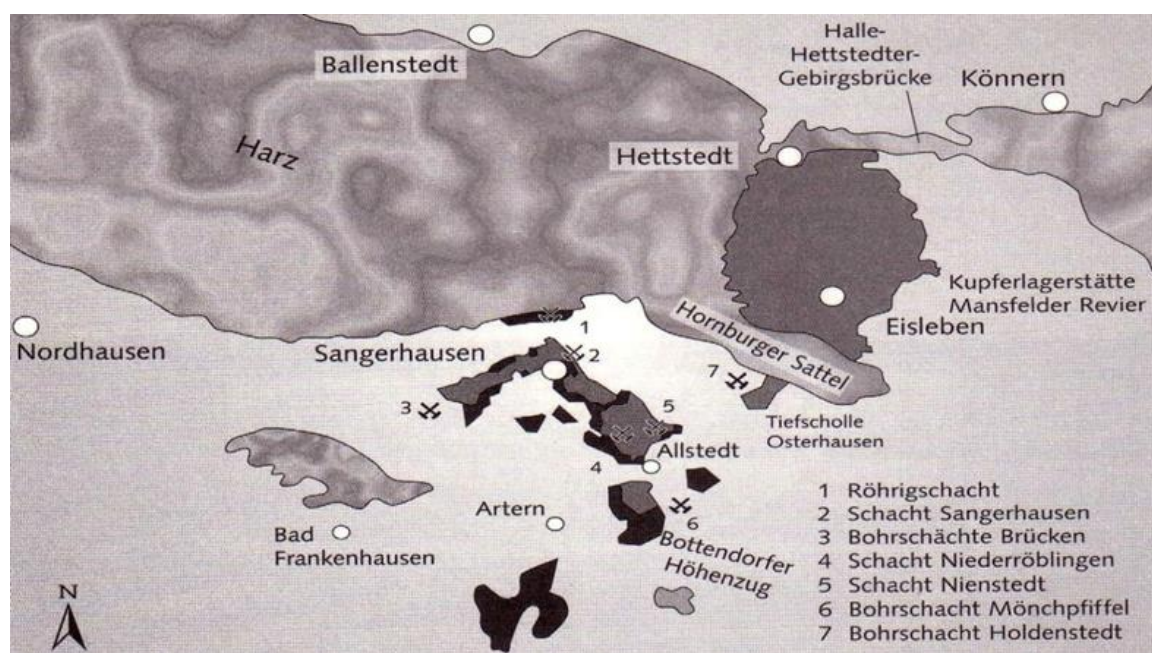 Halle-
Hettstedter-
Gebirgsbrücke
Ballenstedt
Könnern
Harz
Hettstedt
Kupferlagerstätte
Mansfelder Revier
Eisleben
Hornburger Sattel
Nordhausen
Sangerhausen
1
2
3
4
5
6
7
Tiefscholle
Osterhausen
Allstedt
Artern
Bad
Frankenhausen
Bottendorfer
Höhenzug
N
1 Röhrigschacht
2 Schacht Sangerhausen
3 Bohrschächte Brücken
4 Schacht Niederröblingen
5 Schacht Nienstedt
6 Bohrschacht Mönchpfiffel
7 Bohrschacht Holdenstedt